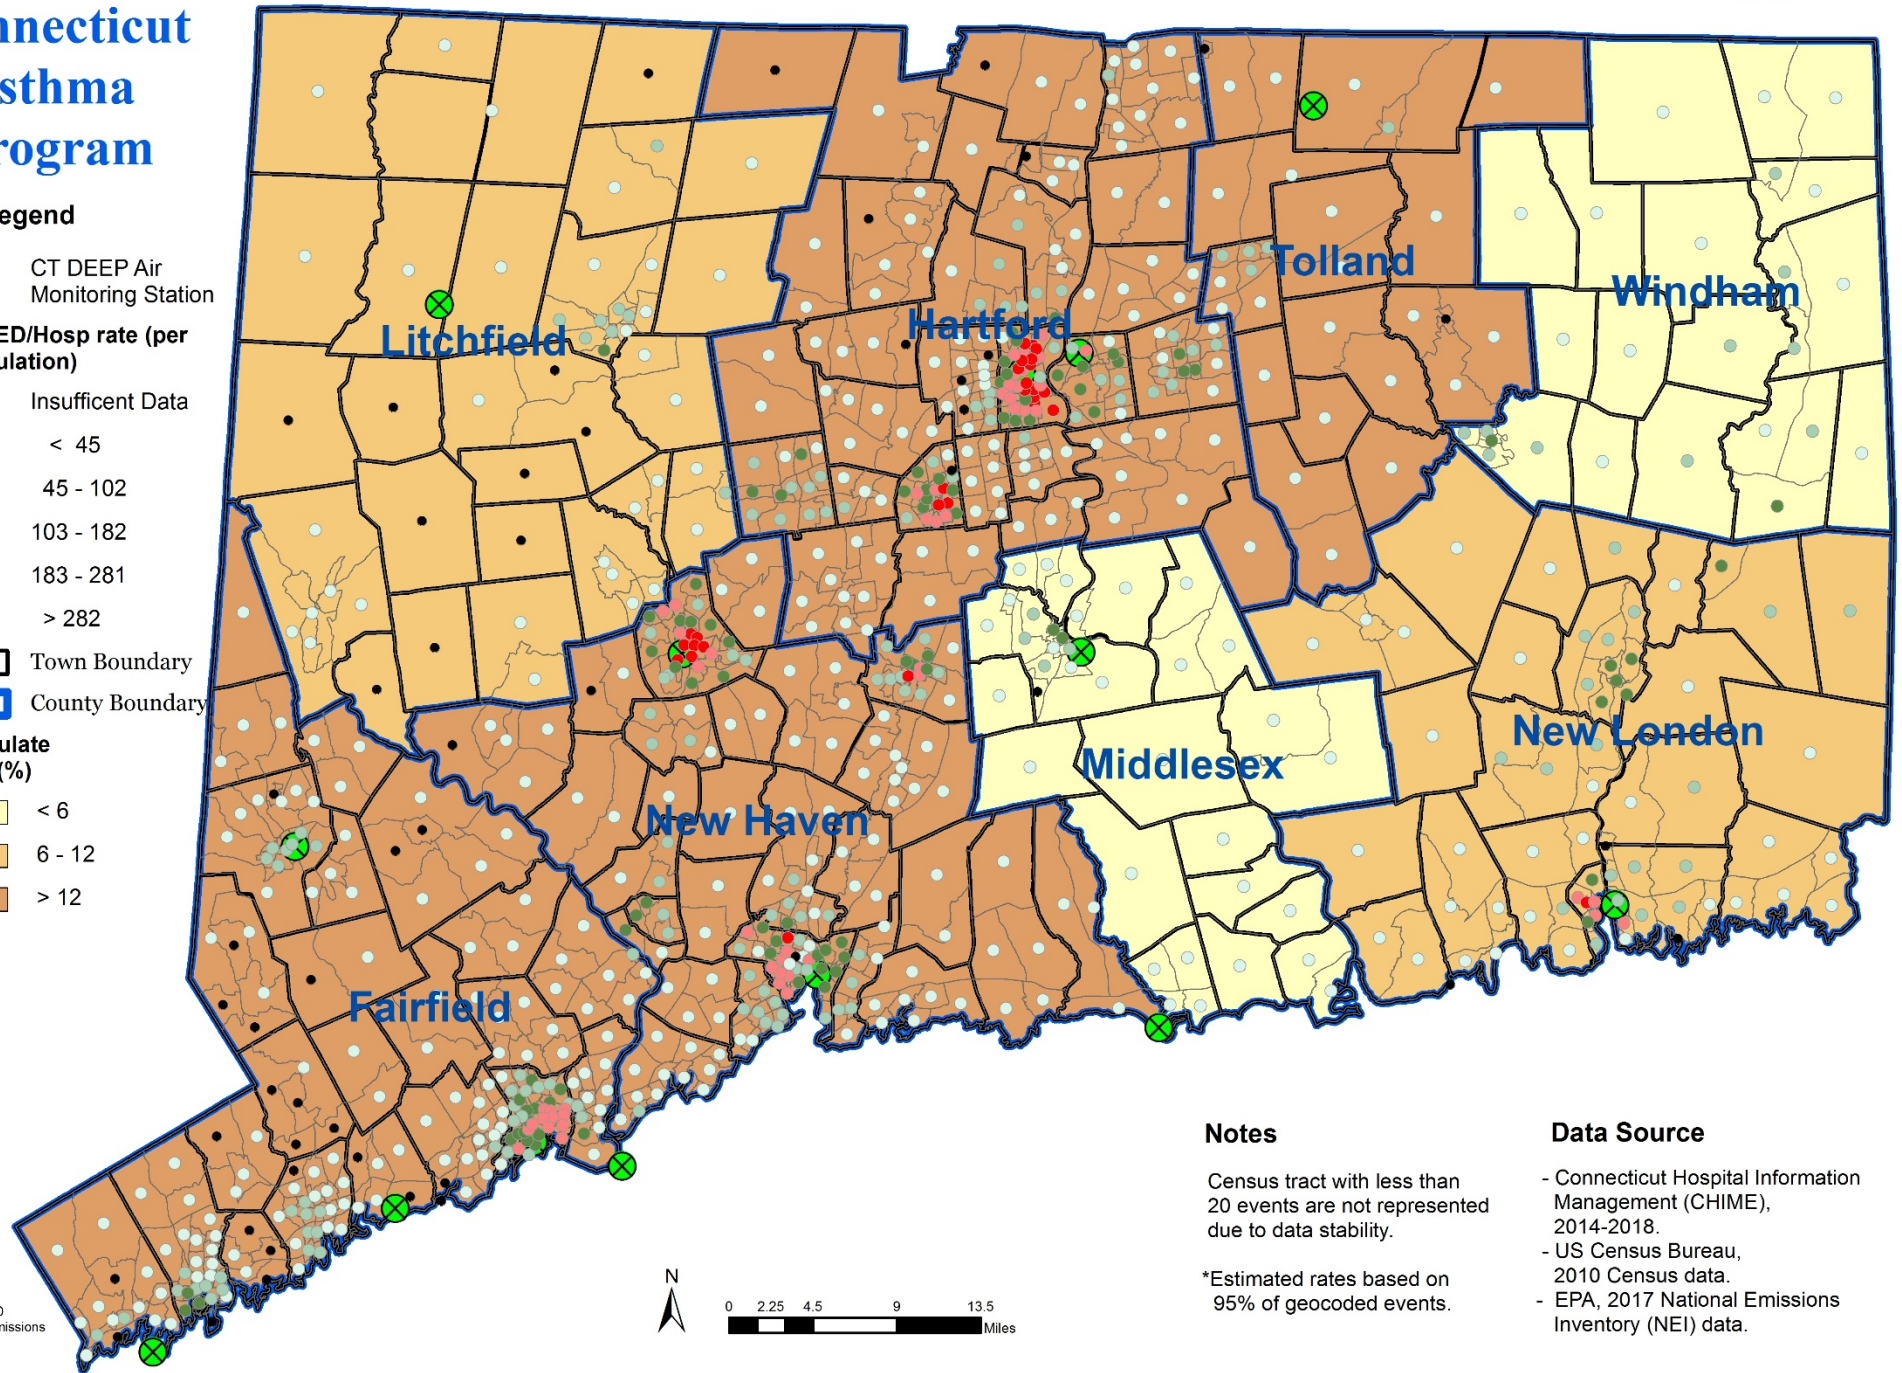 nnecticut
sthma
rogram
egend
CT DEEP Air
Monitoring Station
ED/Hosp rate (per
ulation)
Insufficent Data
< 45
45 - 102
103 - 182
183 - 281
> 282
Town Boundary
County Boundary
ulate
(%)
< 6
6 - 12
> 12
missions
Litchfield
Hartford
Tolland
Windham
New London
Middlesex
New Haven
Fairfield
N
0 2.25 4.5 9 13.5
Miles
Notes
Census tract with less than
20 events are not represented
due to data stability.
*Estimated rates based on
95% of geocoded events.
Data Source
- Connecticut Hospital Information
Management (CHIME),
2014-2018.
- US Census Bureau,
2010 Census data.
- EPA, 2017 National Emissions
Inventory (NEI) data.